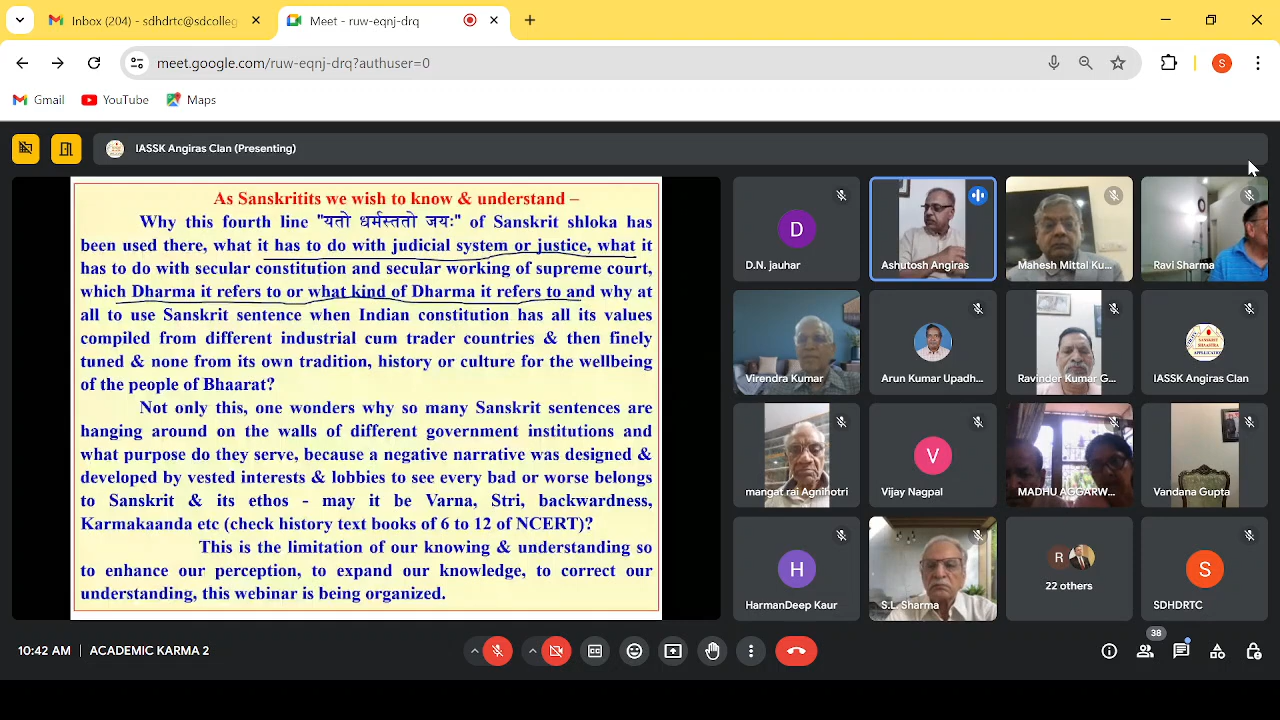 Inbox (204) - sdhdrtc@sdcolleg
Meet - ruw-eqnj-drq
meet.google.com/ruw-eqnj-drq?authuser=0
S
Gmail
YouTube
Maps
IASSK Angiras Clan (Presenting)
As Sanskritits we wish to know & understand –
Why this fourth line "यतो धर्मस्ततो जयः" of Sanskrit shloka has
been used there, what it has to do with judicial system or justice, what it
has to do with secular constitution and secular working of supreme court,
which Dharma it refers to or what kind of Dharma it refers to and why at
all to use Sanskrit sentence when Indian constitution has all its values
compiled from different industrial cum trader countries & then finely
tuned & none from its own tradition, history or culture for the wellbeing
of the people of Bhaarat?
Not only this, one wonders why so many Sanskrit sentences are
hanging around on the walls of different government institutions and
what purpose do they serve, because a negative narrative was designed &
developed by vested interests & lobbies to see every bad or worse belongs
to Sanskrit & its ethos - may it be Varna, Stri, backwardness,
Karmakaanda etc (check history text books of 6 to 12 of NCERT)?
This is the limitation of our knowing & understanding so
to enhance our perception, to expand our knowledge, to correct our
understanding, this webinar is being organized.
D
D.N. jauhar
Ashutosh Angiras
Mahesh Mittal Ku...
Ravi Sharma
Virendra Kumar
Arun Kumar Upadh...
Ravinder Kumar G...
IASSK Angiras Clan
mangat rai Agnihotri
V
Vijay Nagpal
MADHU AGGARW...
Vandana Gupta
H
HarmanDeep Kaur
S.L. Sharma
R
22 others
S
SDHDRTC
10:42 AM
ACADEMIC KARMA 2
38